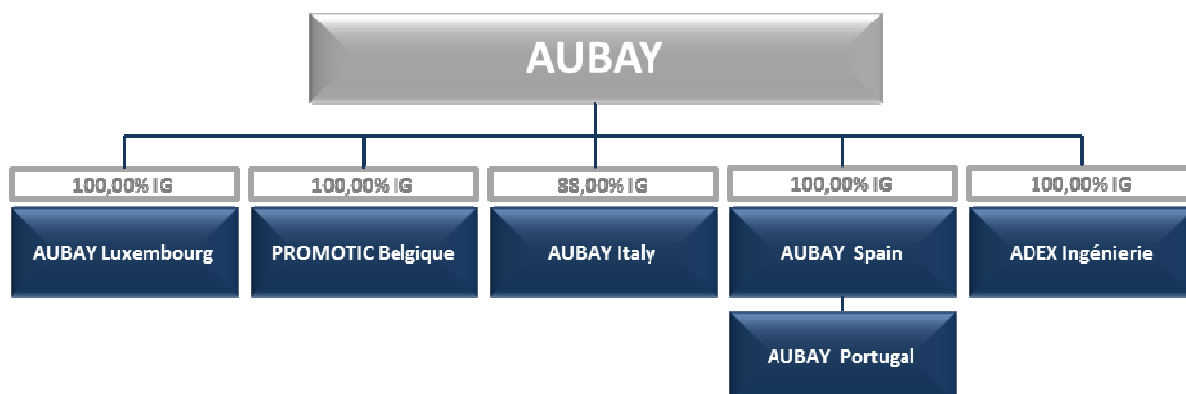 AUBAY
100,00% IG
100,00% IG
88,00% IG
100,00% IG
100,00% IG
AUBAY Luxembourg
PROMOTIC Belgique
AUBAY Italy
AUBAY Spain
ADEX Ingénierie
AUBAY Portugal